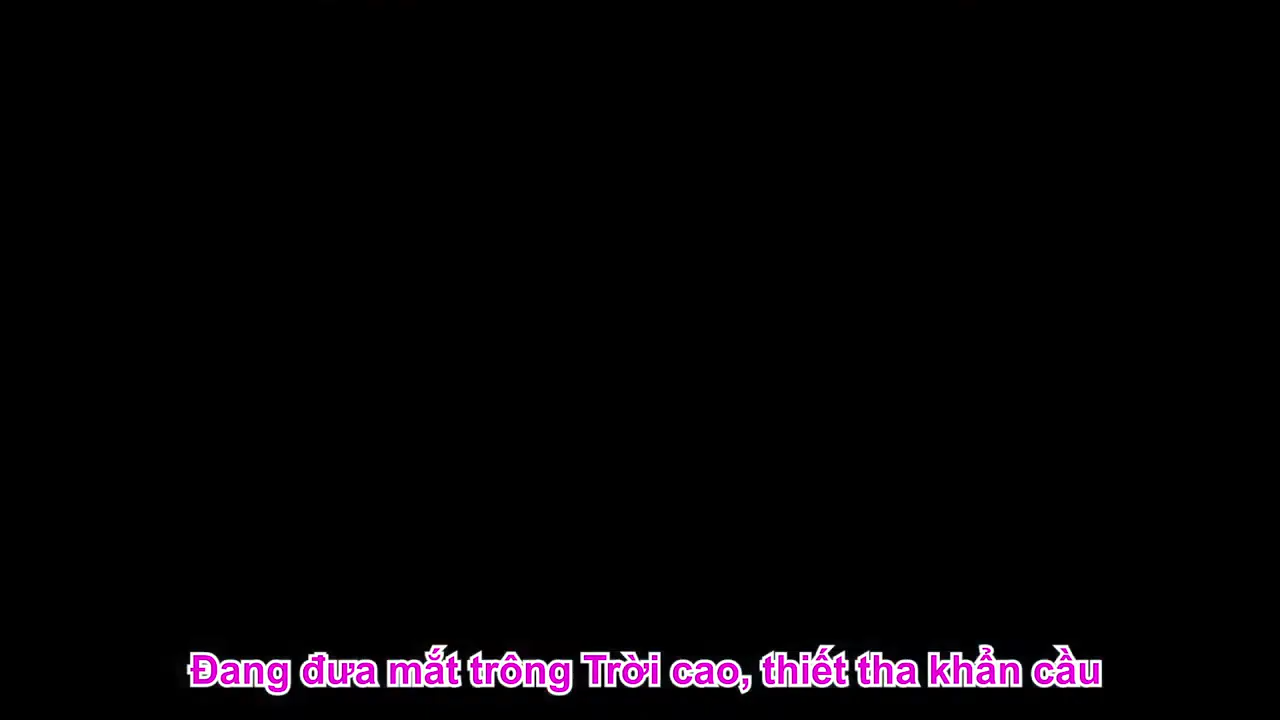 Đang đưa mắt trông Trời cao, thiết tha khẩn cầu